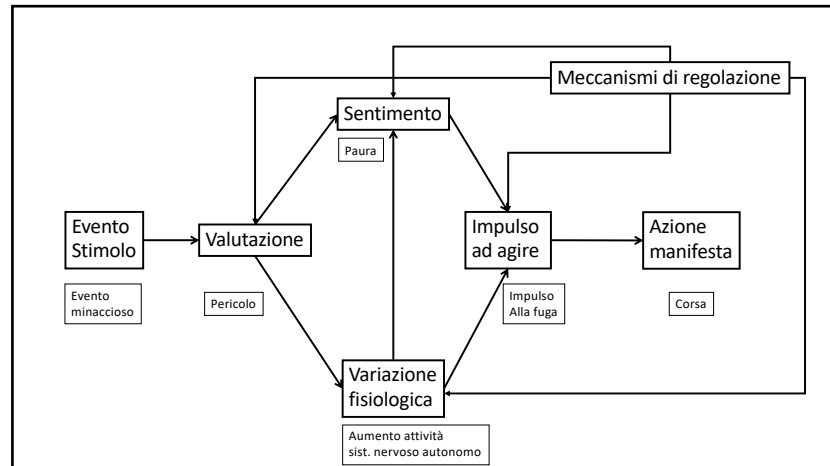 Meccanismi di regolazione
Sentimento
Paura
Evento
Stimolo
Valutazione
Impulso
ad agire
Azione
manifesta
Evento
minaccioso
Pericolo
Impulso
Alla fuga
Corsa
Variazione
fisiologica
Aumento attività
sist. nervoso autonomo